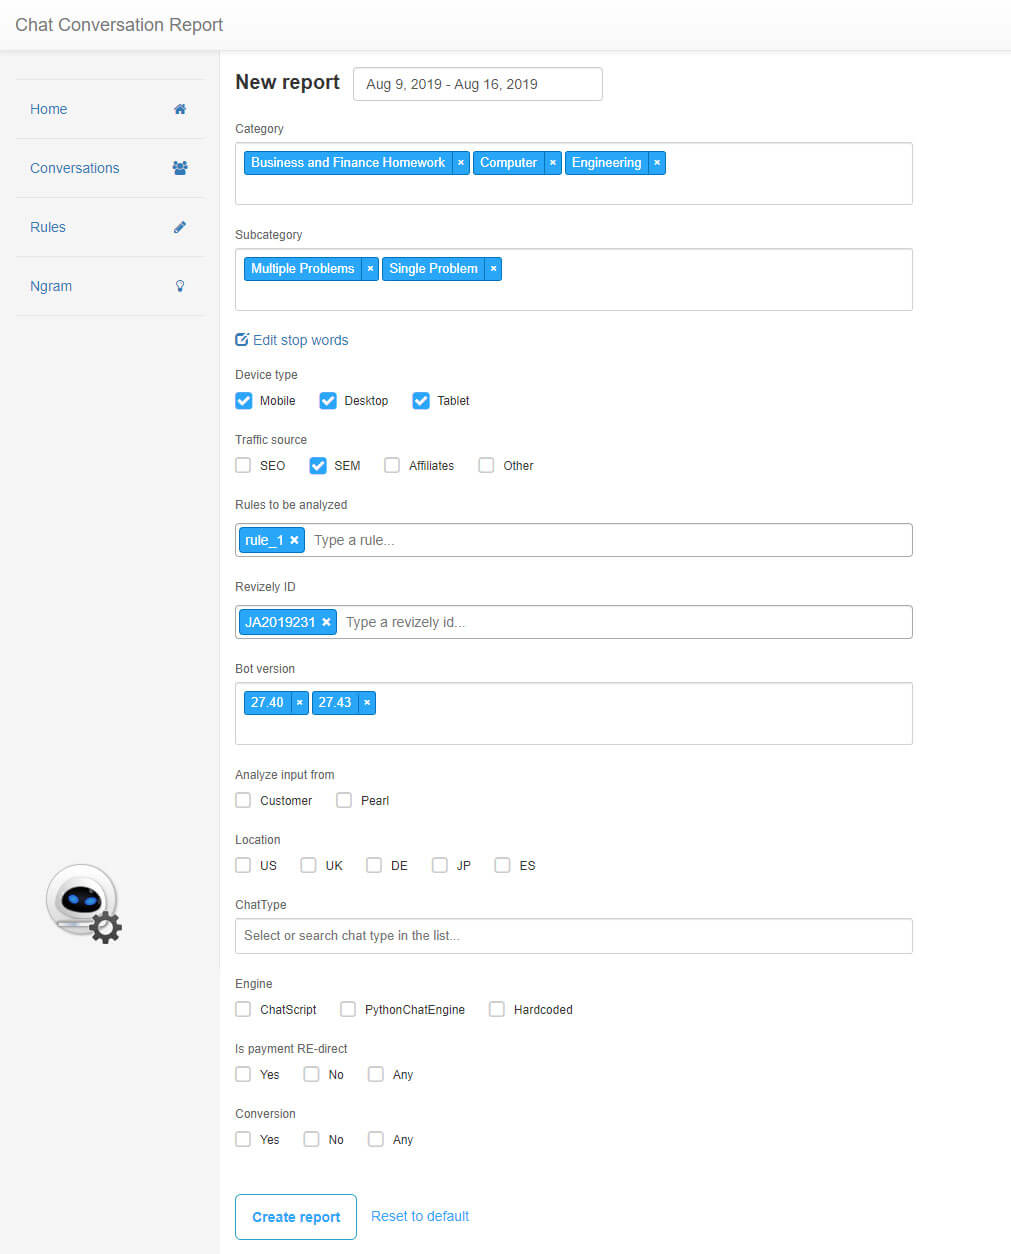 Chat Conversation Report
Home
Conversations
Rules
Ngram
New report Aug 9, 2019 - Aug 16, 2019
Category
Business and Finance Homework × Computer × Engineering ×
Subcategory
Multiple Problems × Single Problem ×
Edit stop words
Device type
Mobile Desktop Tablet
Traffic source
SEO SEM Affiliates Other
Rules to be analyzed
rule_1 × Type a rule...
Revizely ID
JA2019231 × Type a revizely id...
Bot version
27.40 × 27.43 ×
Analyze input from
Customer Pearl
Location
US UK DE JP ES
ChatType
Select or search chat type in the list...
Engine
ChatScript PythonChatEngine Hardcoded
Is payment RE-direct
Yes No Any
Conversion
Yes No Any
Create report Reset to default